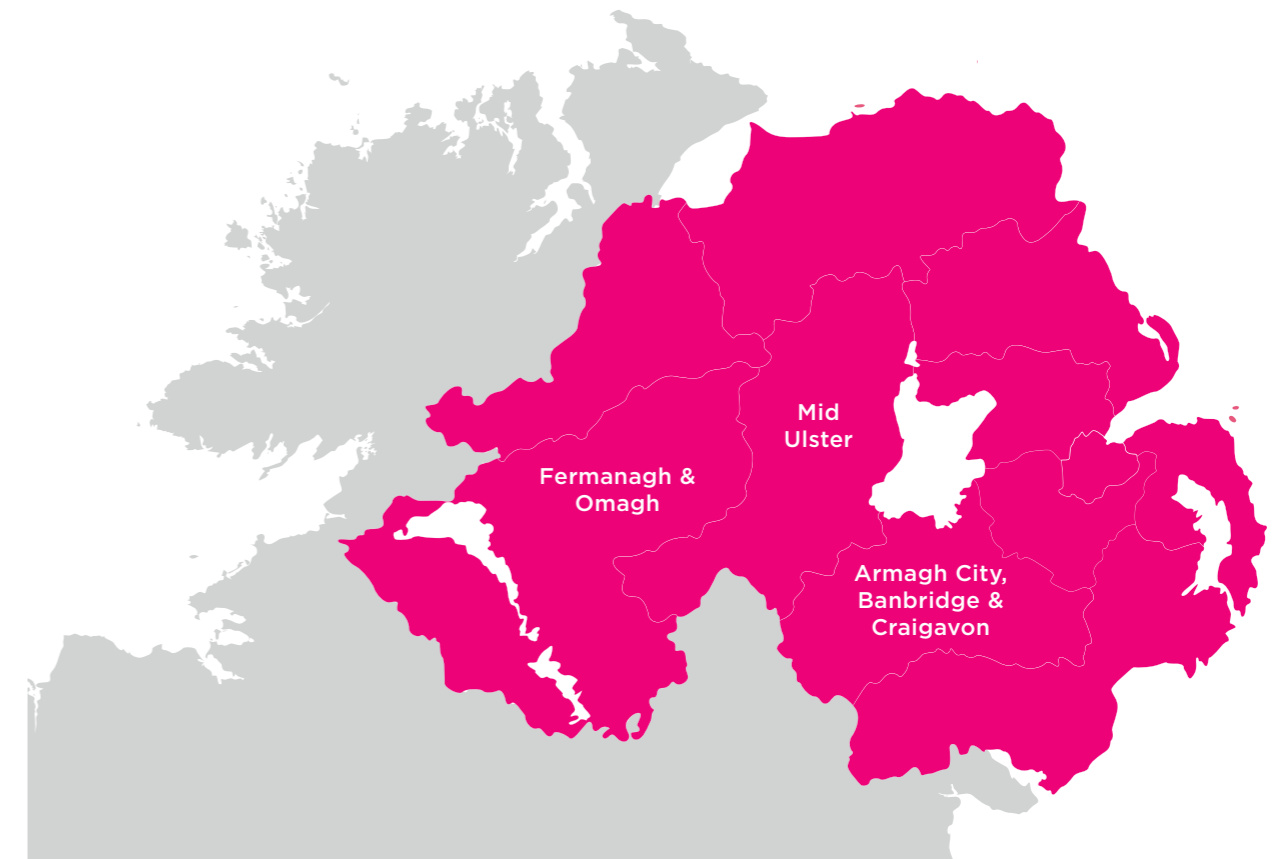 Mid
Ulster
Fermanagh &
Omagh
Armagh City,
Banbridge &
Craigavon